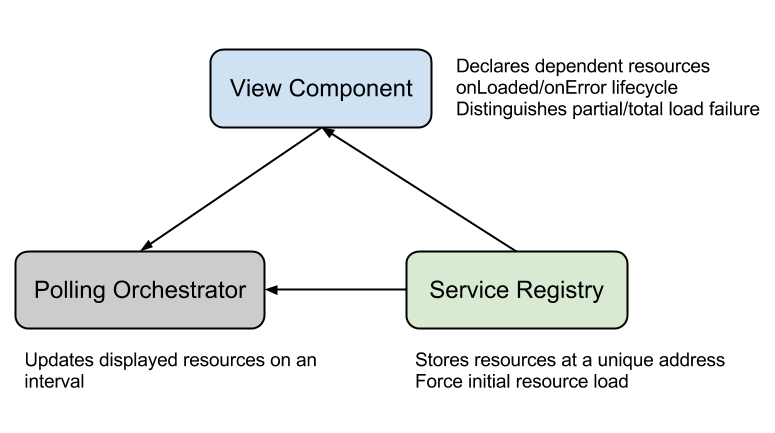 View Component
Declares dependent resources
onLoaded/onError lifecycle
Distinguishes partial/total load failure
Polling Orchestrator
Service Registry
Updates displayed resources on an
interval
Stores resources at a unique address
Force initial resource load